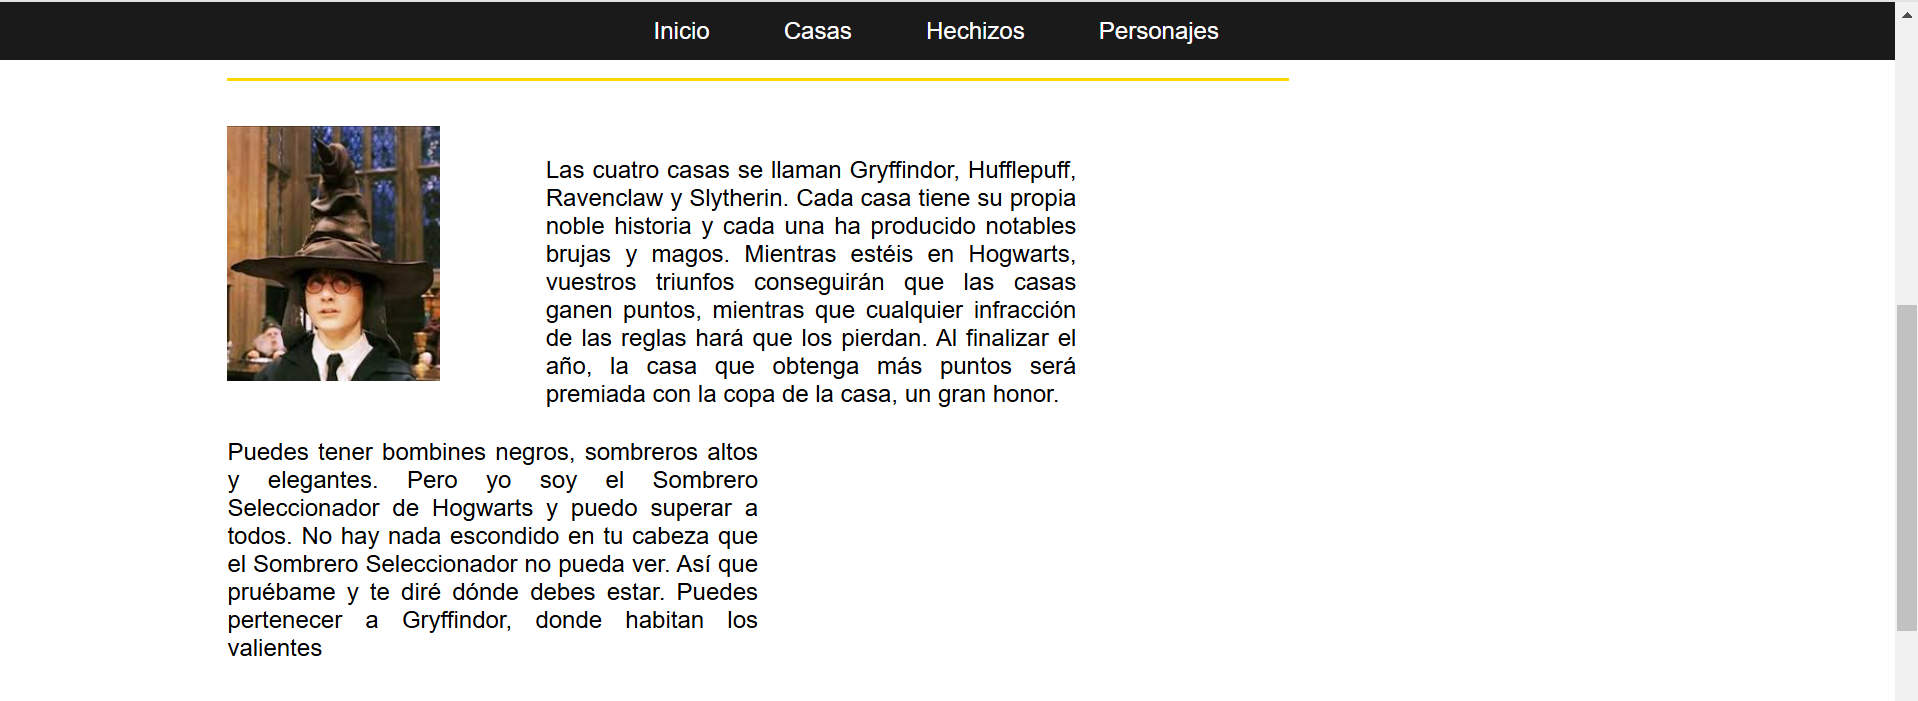 Inicio Casas Hechizos Personajes
Las cuatro casas se llaman Gryffindor, Hufflepuff,
Ravenclaw y Slytherin. Cada casa tiene su propia
noble historia y cada una ha producido notables
brujas y magos. Mientras estéis en Hogwarts,
vuestros triunfos conseguirán que las casas
ganen puntos, mientras que cualquier infracción
de las reglas hará que los pierdan. Al finalizar el
año, la casa que obtenga más puntos será
premiada con la copa de la casa, un gran honor.
Puedes tener bombines negros, sombreros altos
y elegantes. Pero yo soy el Sombrero
Seleccionador de Hogwarts y puedo superar a
todos. No hay nada escondido en tu cabeza que
el Sombrero Seleccionador no pueda ver. Así que
pruébame y te diré dónde debes estar. Puedes
pertenecer a Gryffindor, donde habitan los
valientes